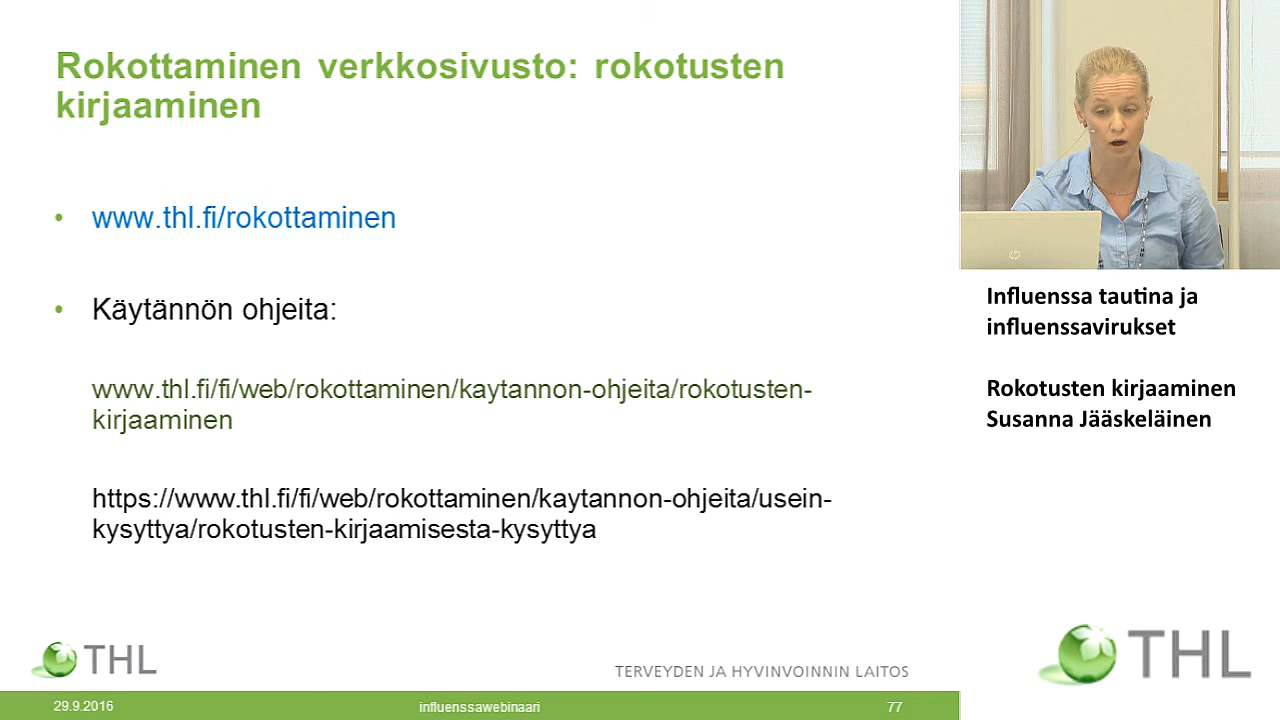 Rokottaminen verkkosivusto: rokotusten
kirjaaminen
• www.thl.fi/rokottaminen
• Käytännön ohjeita:
www.thl.fi/fi/web/rokottaminen/kaytannon-ohjeita/rokotusten-
kirjaaminen
https://www.thl.fi/fi/web/rokottaminen/kaytannon-ohjeita/usein-
kysyttya/rokotusten-kirjaamisesta-kysyttya
THL
TERVEYDEN JA HYVINVOINNIN LAITOS
29.9.2016
influenssawebinaari
77
hp
Influenssa tautina ja
influenssavirukset
Rokotusten kirjaaminen
Susanna Jääskeläinen
THL